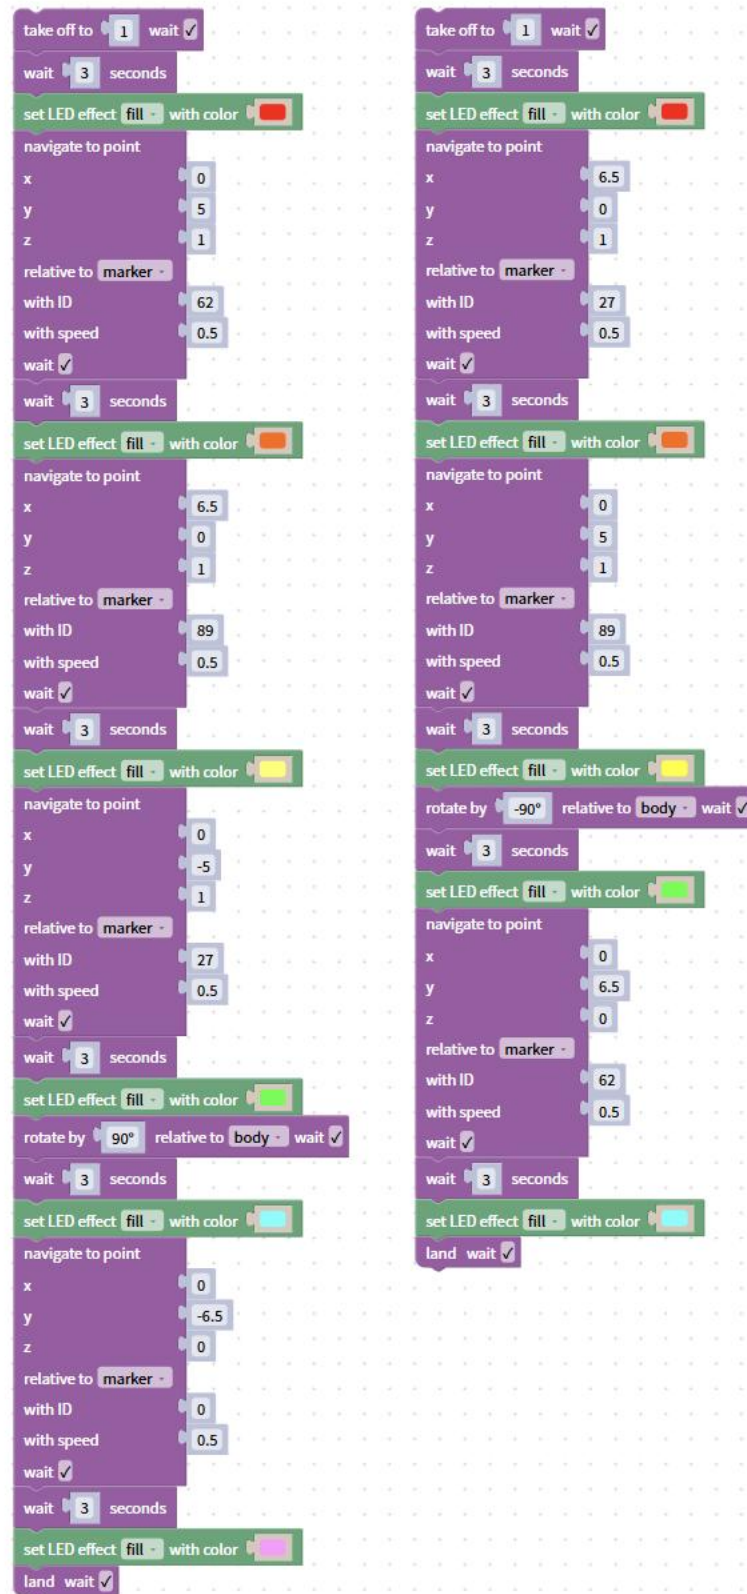 take off to 1 wait ✓
wait 3 seconds
set LED effect fill with color
navigate to point
x 0
y 5
z 1
relative to marker
with ID 62
with speed 0.5
wait ✓
wait 3 seconds
set LED effect fill with color
navigate to point
x 6.5
y 0
z 1
relative to marker
with ID 89
with speed 0.5
wait ✓
wait 3 seconds
set LED effect fill with color
navigate to point
x 0
y -5
z 1
relative to marker
with ID 27
with speed 0.5
wait ✓
wait 3 seconds
set LED effect fill with color
rotate by 90° relative to body wait ✓
wait 3 seconds
set LED effect fill with color
navigate to point
x 0
y -6.5
z 0
relative to marker
with ID 0
with speed 0.5
wait ✓
wait 3 seconds
set LED effect fill with color
land wait ✓
take off to 1 wait ✓
wait 3 seconds
set LED effect fill with color
navigate to point
x 6.5
y 0
z 1
relative to marker
with ID 27
with speed 0.5
wait ✓
wait 3 seconds
set LED effect fill with color
navigate to point
x 0
y 5
z 1
relative to marker
with ID 89
with speed 0.5
wait ✓
wait 3 seconds
set LED effect fill with color
rotate by -90° relative to body wait ✓
wait 3 seconds
set LED effect fill with color
navigate to point
x 0
y 6.5
z 0
relative to marker
with ID 62
with speed 0.5
wait ✓
wait 3 seconds
set LED effect fill with color
land wait ✓